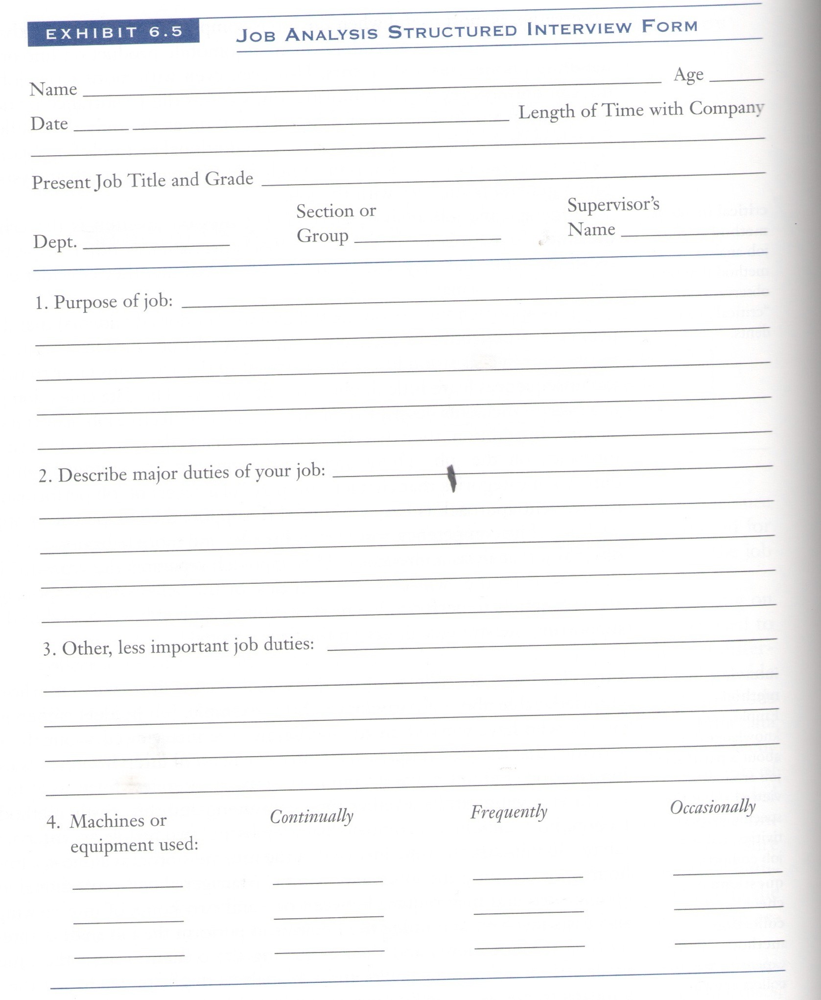 EXHIBIT 6.5 JOB ANALYSIS STRUCTURED INTERVIEW FORM
Name Age
Date Length of Time with Company
Present Job Title and Grade
Section or Supervisor's
Dept. Group Name
1. Purpose of job:
2. Describe major duties of your job:
3. Other, less important job duties:
4. Machines or Continually Frequently Occasionally
equipment used: